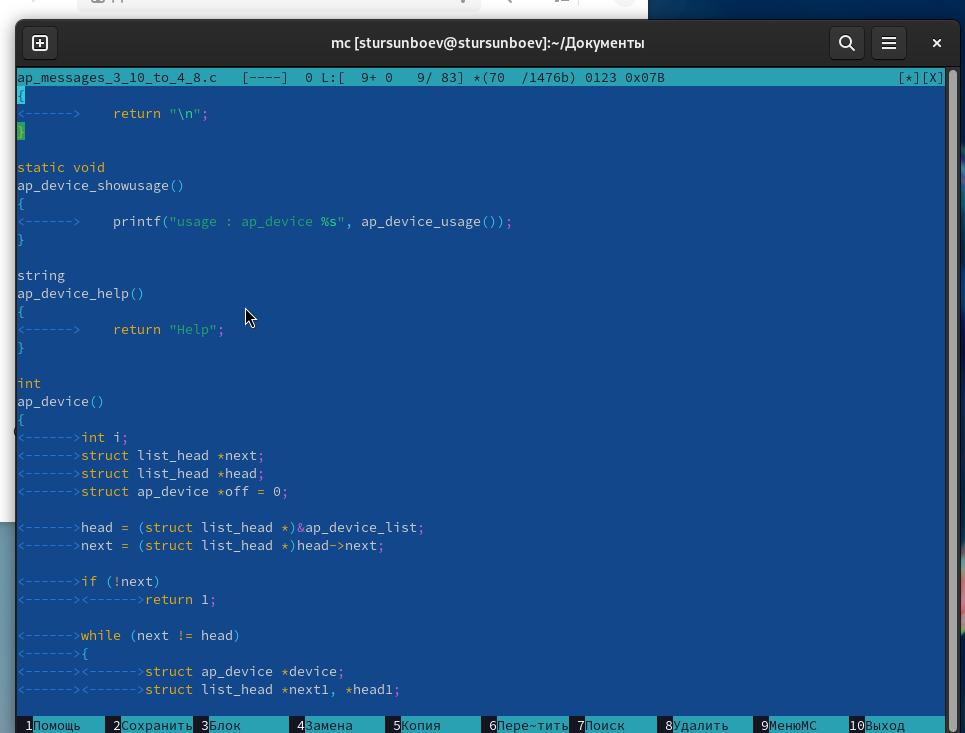 mc [stursunboev@stursunboev]:~/Документы
ap_messages_3_10_to_4_8.c   [----]  0 L:[  9+ 0   9/ 83] *(70  /1476b) 0123 0x07B                             [*][X]
{
<------>    return "\n";
}
static void
ap_device_showusage()
{
<------>    printf("usage : ap_device %s", ap_device_usage());
}
string
ap_device_help()
{
<------>    return "Help";
}
int
ap_device()
{
<------>int i;
<------>struct list_head *next;
<------>struct list_head *head;
<------>struct ap_device *off = 0;
<------>head = (struct list_head *)&ap_device_list;
<------>next = (struct list_head *)head->next;
<------>if (!next)
<------><------>return 1;
<------>while (next != head)
<------>{
<------><------>struct ap_device *device;
<------><------>struct list_head *next1, *head1;
1Помощь 2Сохранить 3Блок 4Замена 5Копия 6Пере~тить 7Поиск 8Удалить 9МенюМС 10Выход